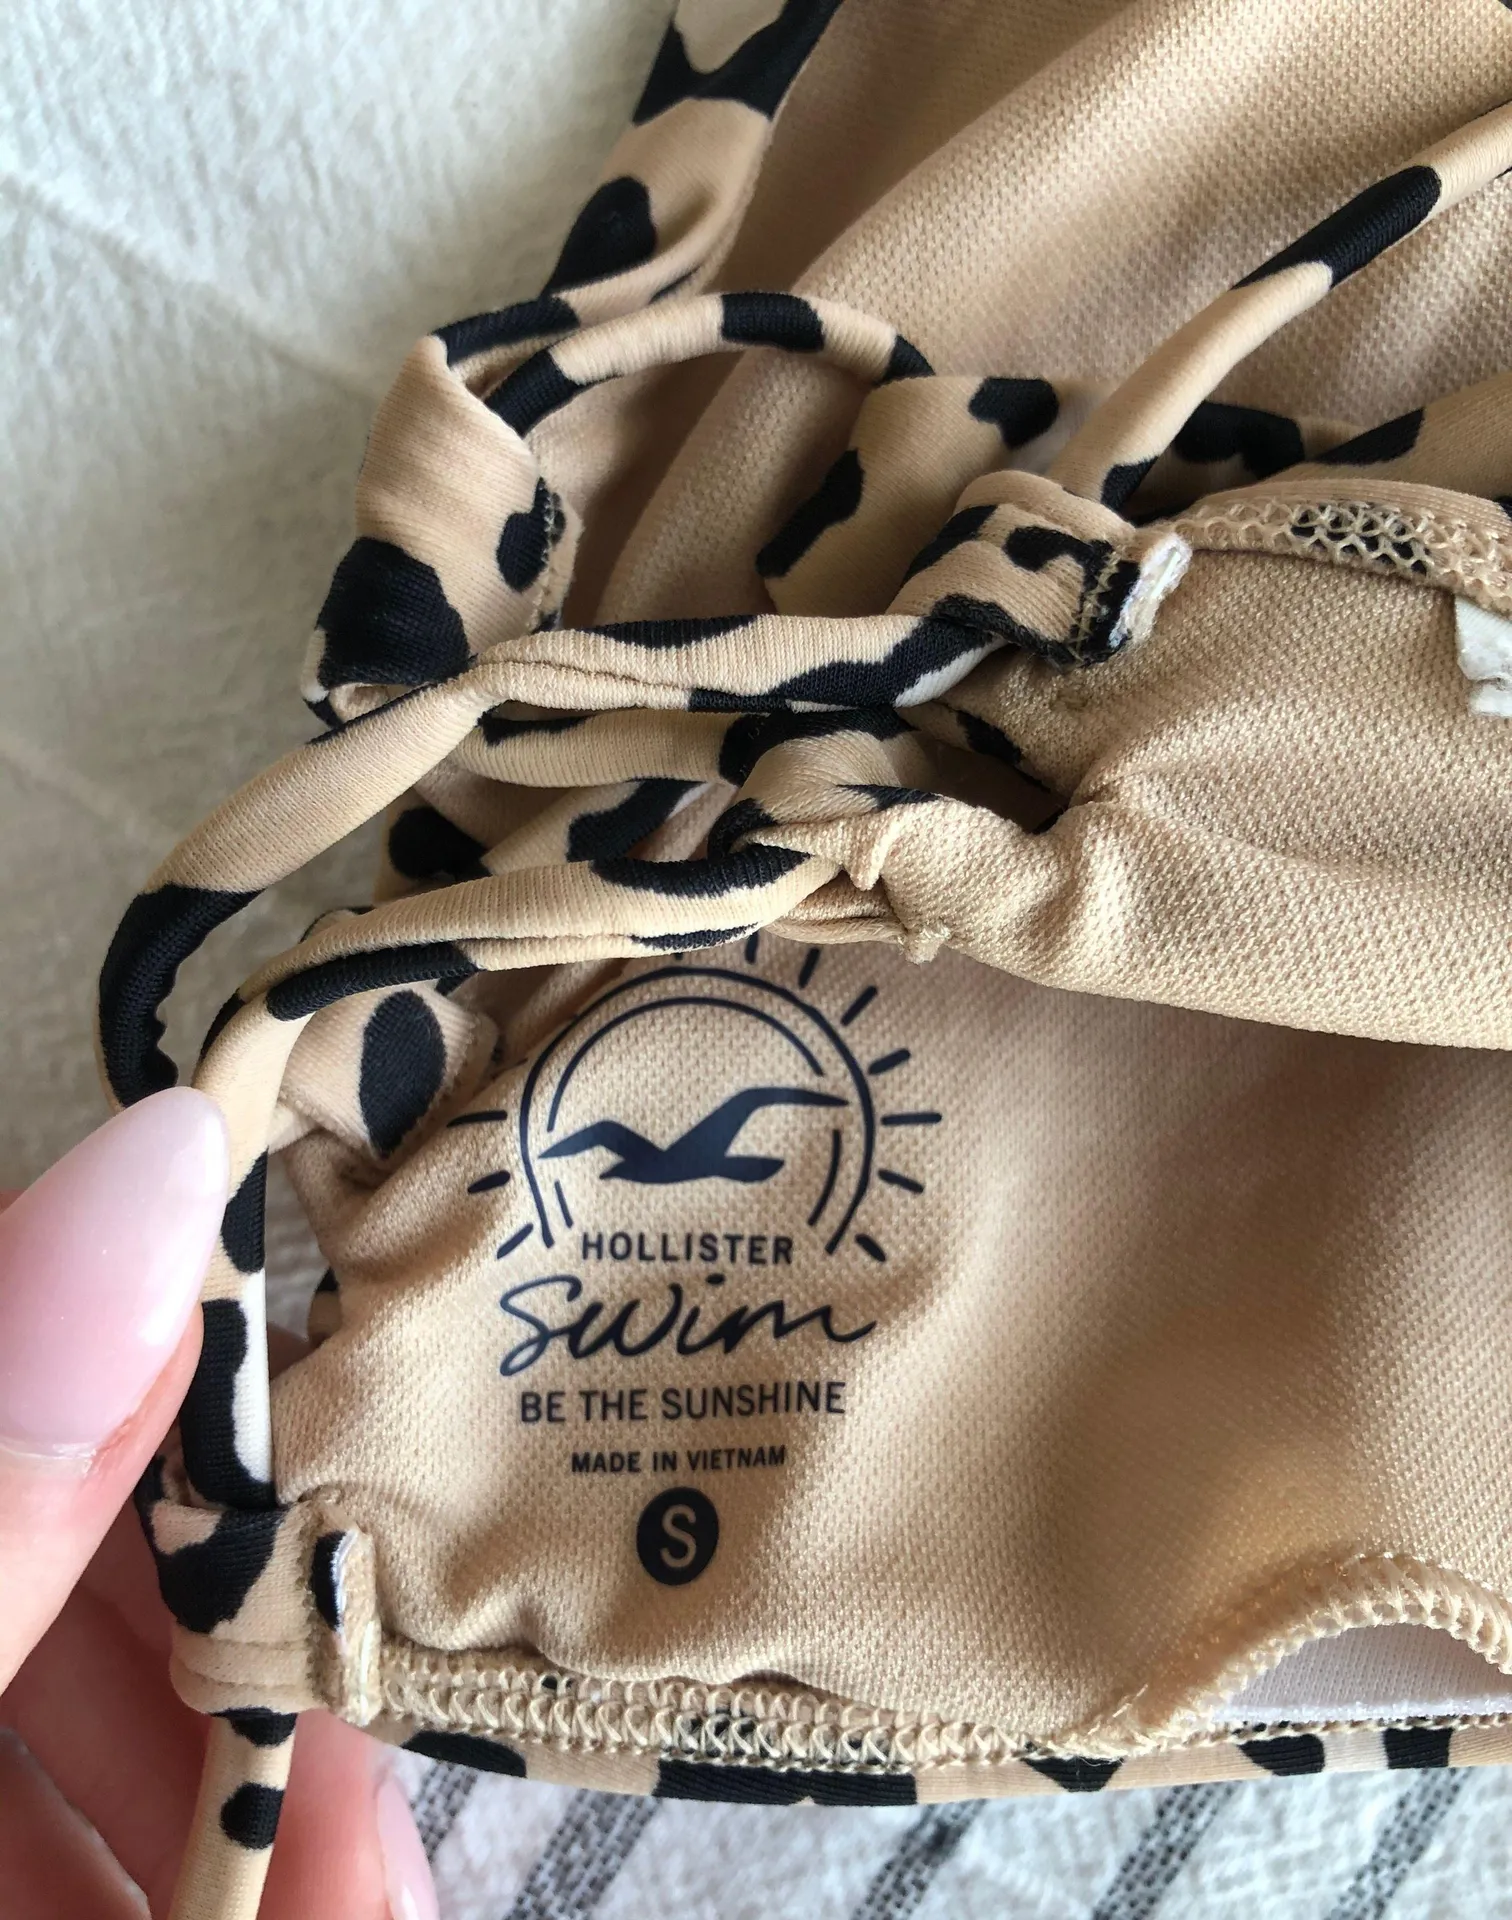 HOLLISTER
Swim
BE THE SUNSHINE
MADE IN VIETNAM
S